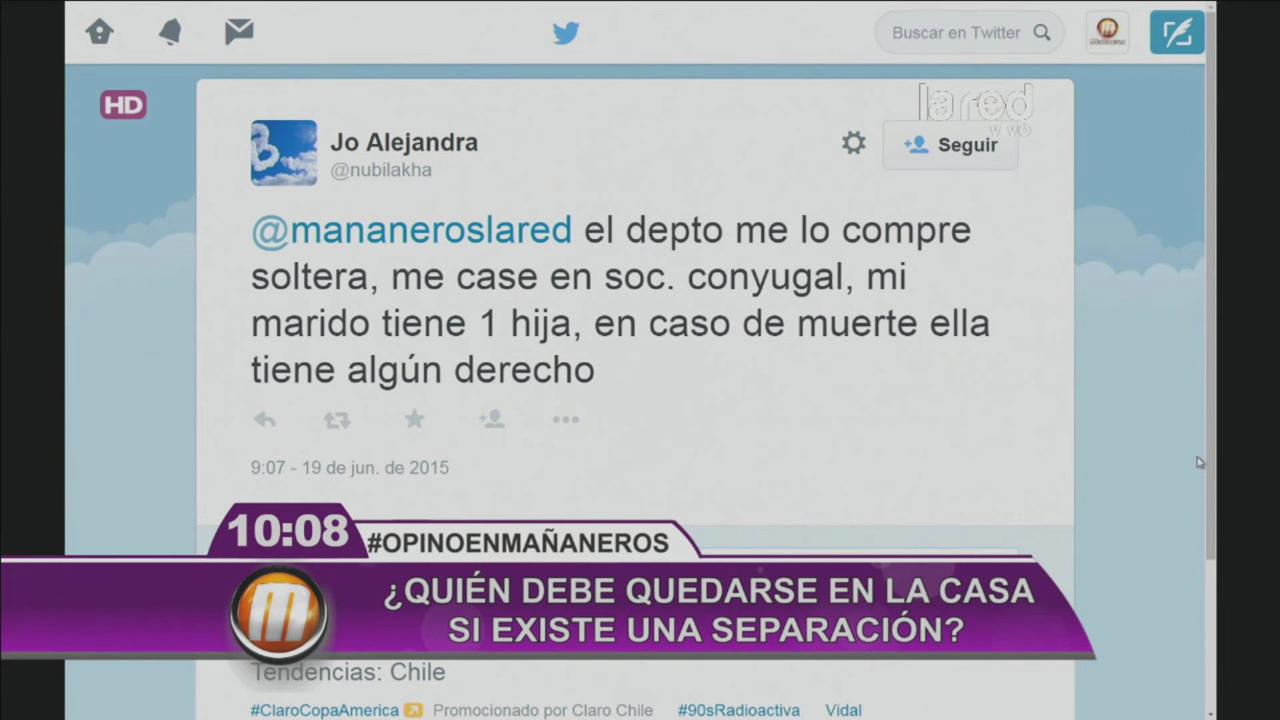 Buscar en Twitter
HD
la red
vivo
Jo Alejandra
@nubilakha
Seguir
@mananeroslared el depto me lo compre
soltera, me case en soc. conyugal, mi
marido tiene 1 hija, en caso de muerte ella
tiene algún derecho
9:07 - 19 de jun. de 2015
10:08
#OPINOENMAÑANEROS
M
¿QUIÉN DEBE QUEDARSE EN LA CASA
SI EXISTE UNA SEPARACIÓN?
Tendencias: Chile
#ClaroCopaAmerica Promocionado por Claro Chile #90sRadioactiva Vidal